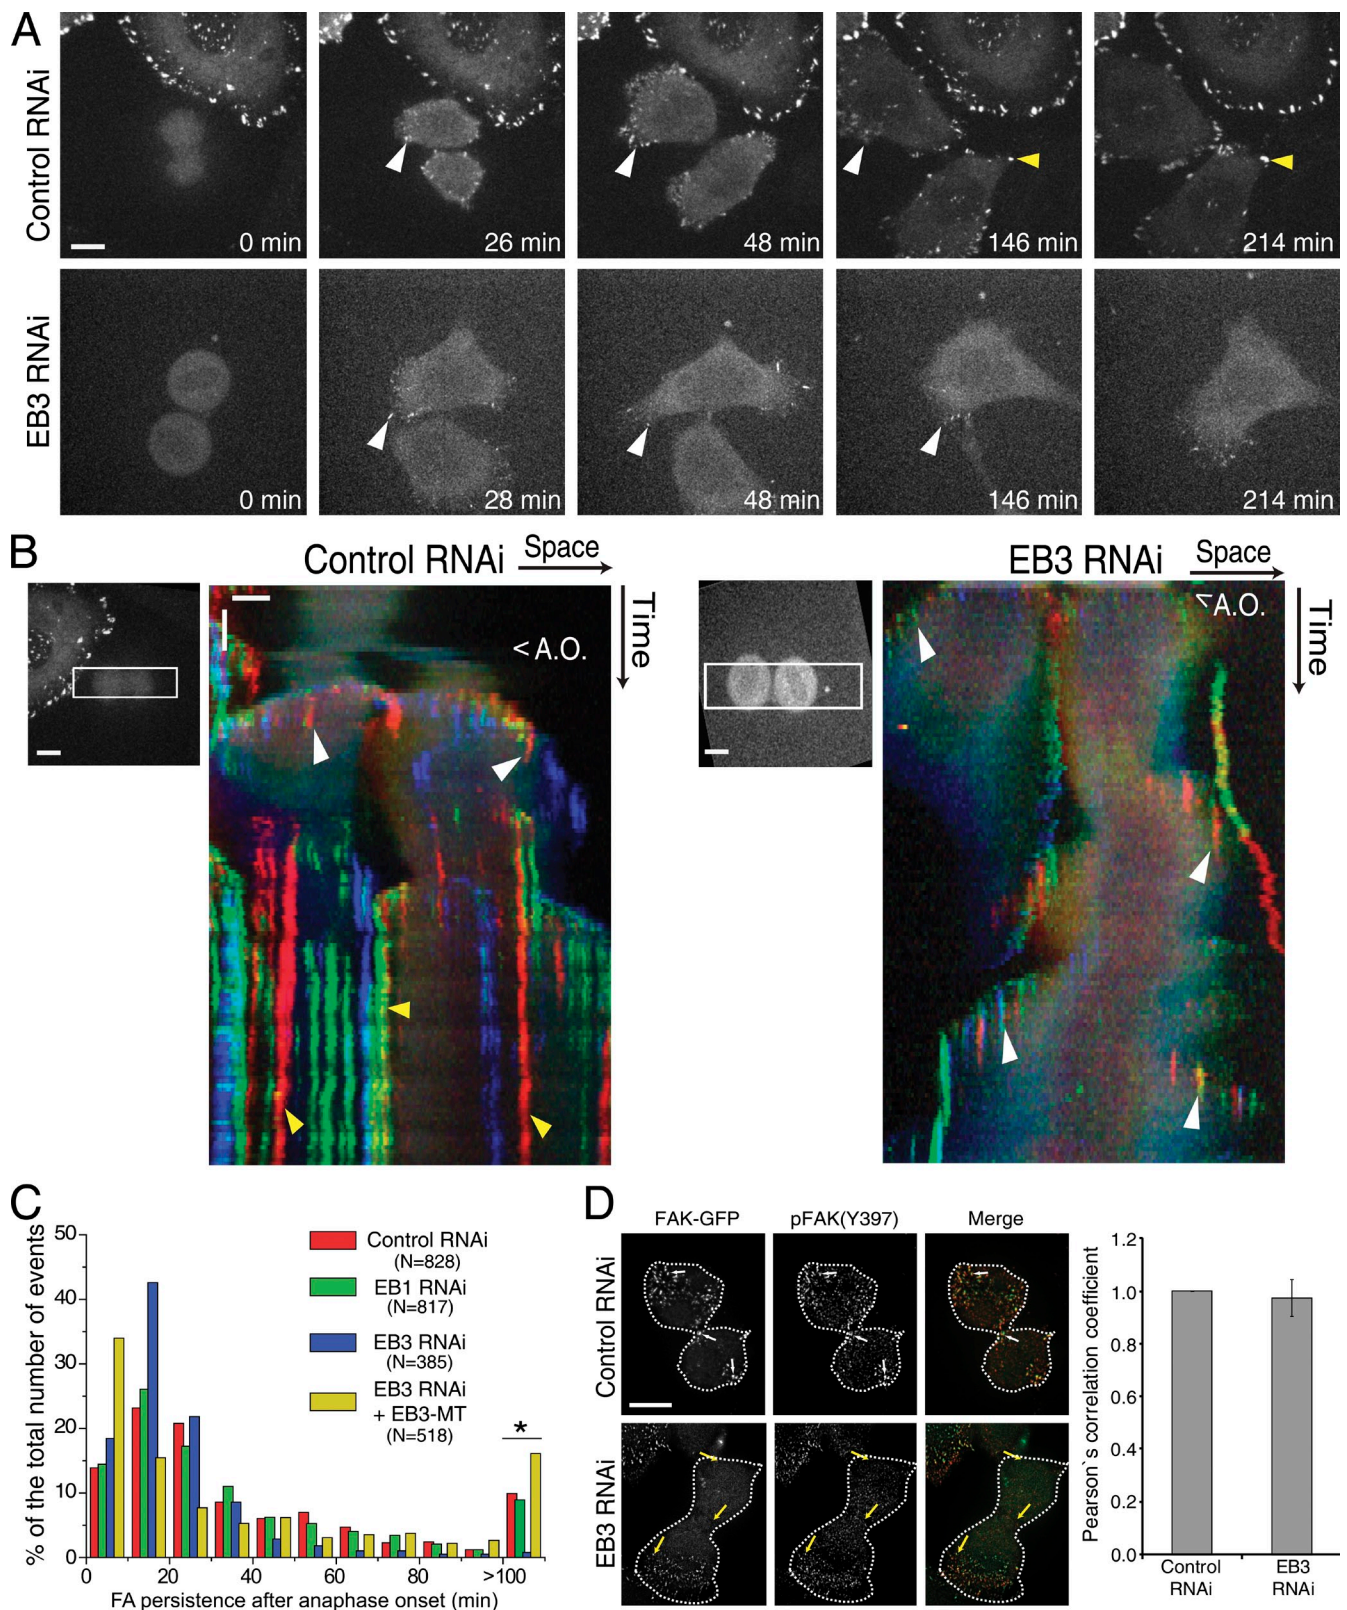 A
Control RNAi
0 min
26 min
48 min
146 min
214 min
EB3 RNAi
0 min
28 min
48 min
146 min
214 min
B
Control RNAi
Space
Time
< A.O.
EB3 RNAi
Space
Time
<A.O.
C
% of the total number of events
50
40
30
20
10
0
0
20
40
60
80
>100
FA persistence after anaphase onset (min)
Control RNAi
(N=828)
EB1 RNAi
(N=817)
EB3 RNAi
(N=385)
EB3 RNAi
+ EB3-MT
(N=518)
*
D
FAK-GFP
pFAK(Y397)
Merge
Control RNAi
EB3 RNAi
Pearson`s correlation coefficient
1.2
1.0
0.8
0.6
0.4
0.2
0.0
Control
RNAi
EB3
RNAi